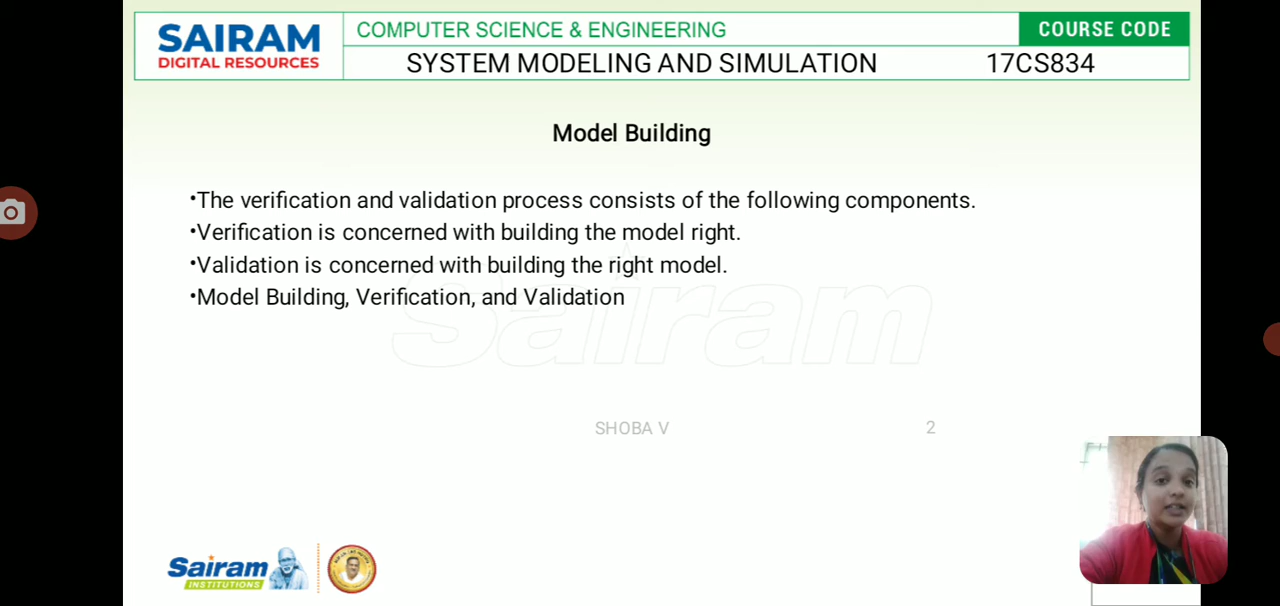 SAIRAM
DIGITAL RESOURCES
COMPUTER SCIENCE & ENGINEERING
COURSE CODE
SYSTEM MODELING AND SIMULATION
17CS834
Model Building
•The verification and validation process consists of the following components.
•Verification is concerned with building the model right.
•Validation is concerned with building the right model.
•Model Building, Verification, and Validation
Sairam
SHOBA V
2
Sairam
INSTITUTIONS